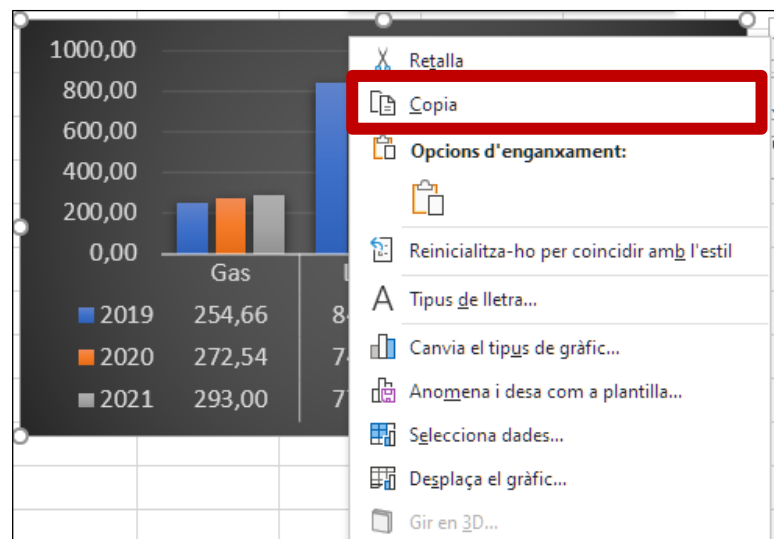 1000,00
800,00
600,00
400,00
200,00
0,00
Gas
2019 254,66
2020 272,54
2021 293,00
Retalla
Copia
Opcions d'enganxament:
Reinicialitza-ho per coincidir amb l'estil
Tipus de lletra...
Canvia el tipus de gràfic...
Anomena i desa com a plantilla...
Selecciona dades...
Desplaça el gràfic...
Gir en 3D...